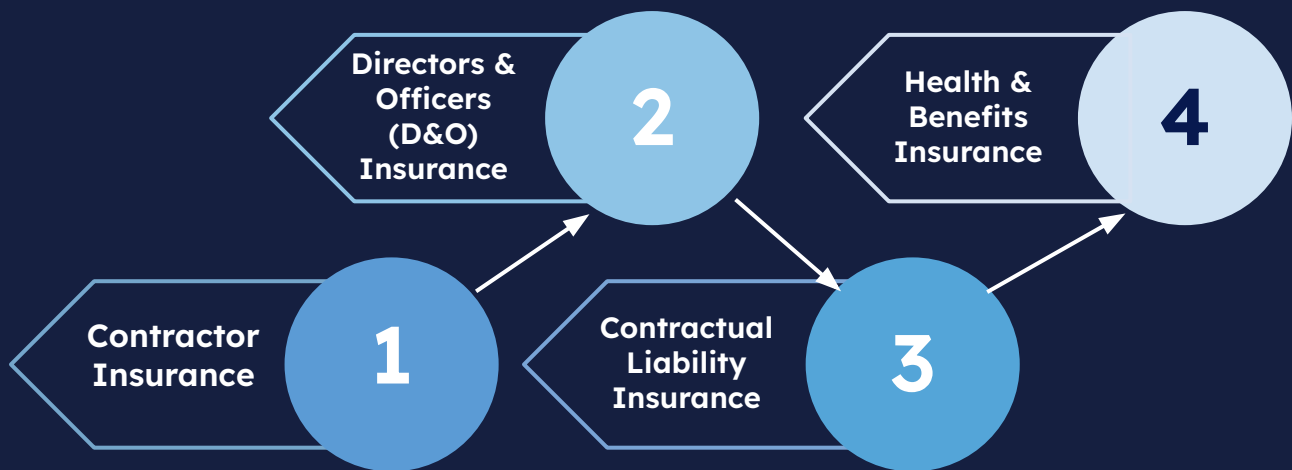 1
Contractor
Insurance
2
Directors &
Officers
(D&O)
Insurance
3
Contractual
Liability
Insurance
4
Health &
Benefits
Insurance